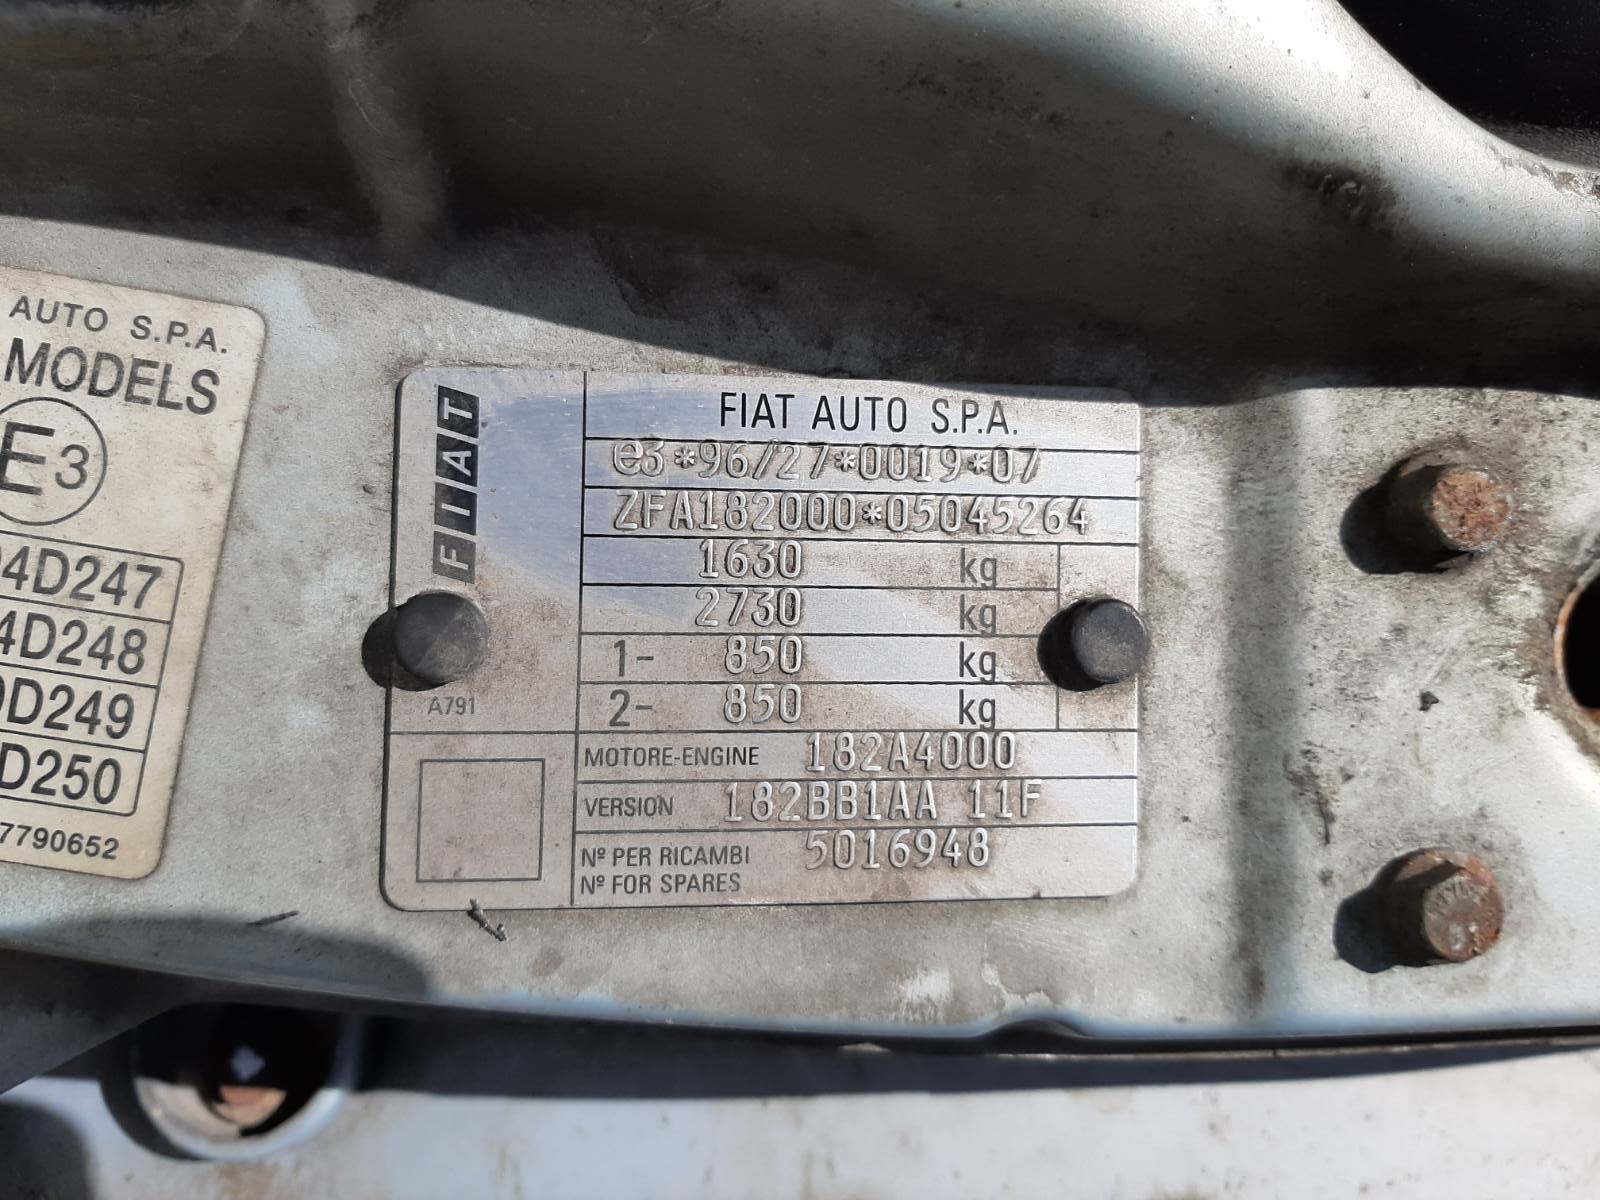 AUTO S.P.A.
MODELS
E3
4D247
4D248
D249
D250
7790652
FIAT
A791
FIAT AUTO S.P.A.
e3*96/27*0019*07
ZFA182000*05045264
1630 kg
2730 kg
1- 850 kg
2- 850 kg
MOTORE-ENGINE 182A4000
VERSION 182BB1AA 11F
Nº PER RICAMBI 5016948
Nº FOR SPARES